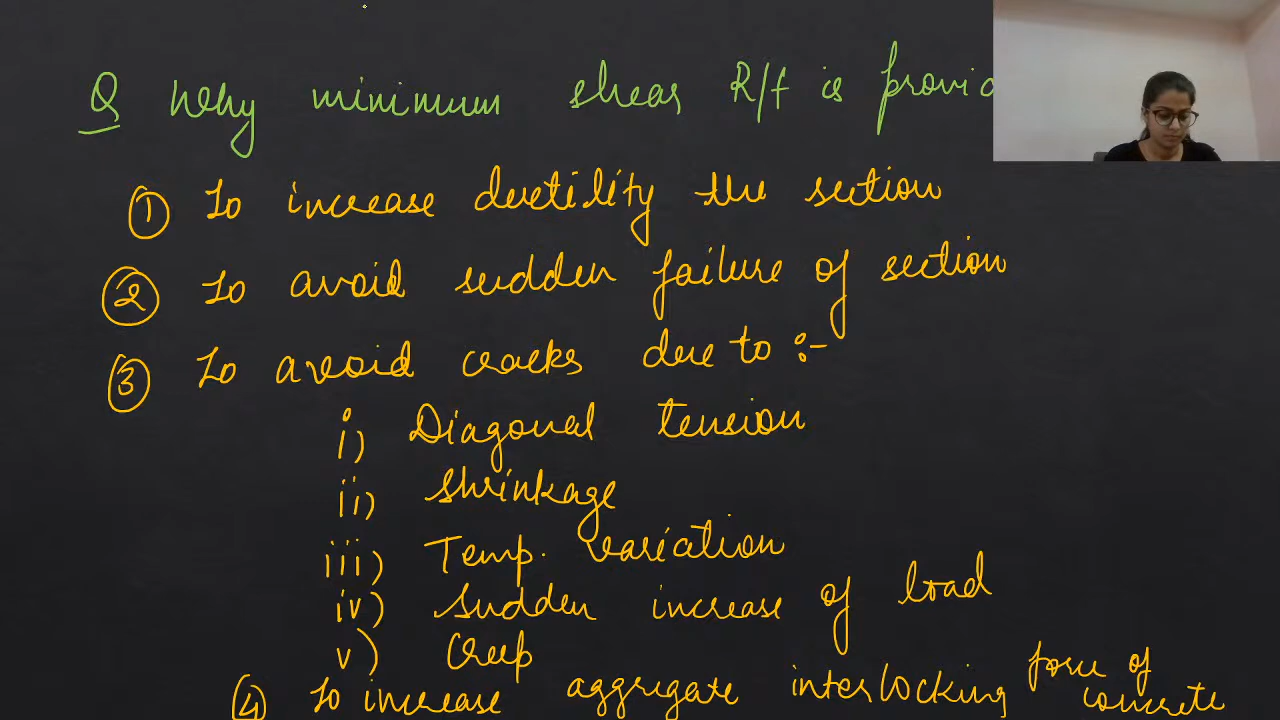 Q Why minimum shear R/f is provid
① To increase ductility the section
② To avoid sudden failure of section
③ To avoid cracks due to :-
i) Diagonal tension
ii) Shrinkage
iii) Temp. variation
iv) Sudden increase of load
v) Creep
④ To increase aggregate interlocking force of concrete